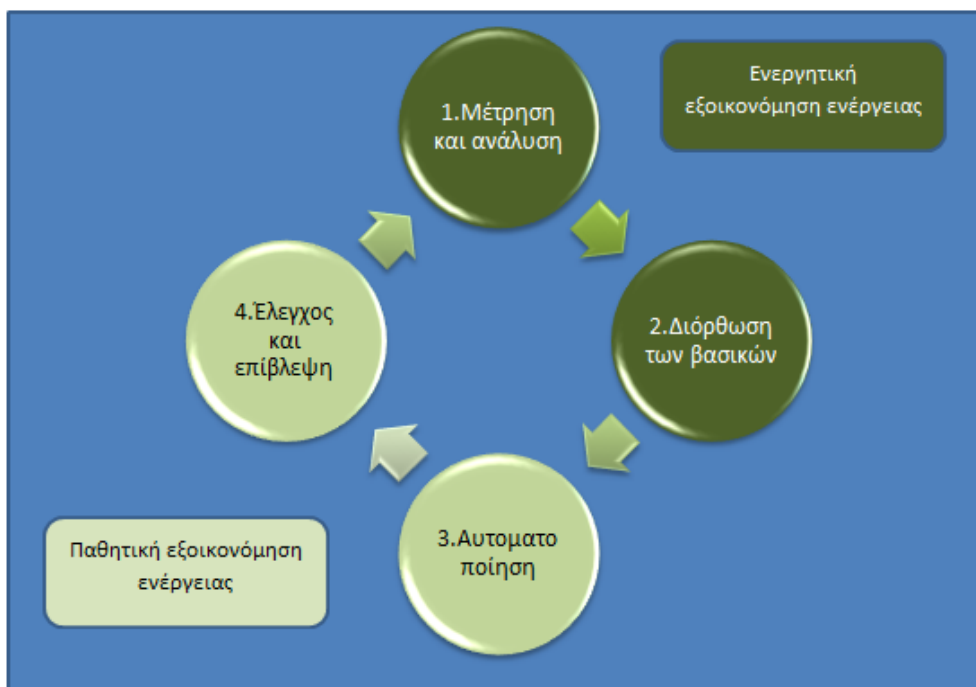 Ενεργητική
εξοικονόμηση ενέργειας
1.Μέτρηση
και ανάλυση
2.Διόρθωση
των βασικών
3.Αυτοματο
ποίηση
4.Έλεγχος
και
επίβλεψη
Παθητική εξοικονόμηση
ενέργειας